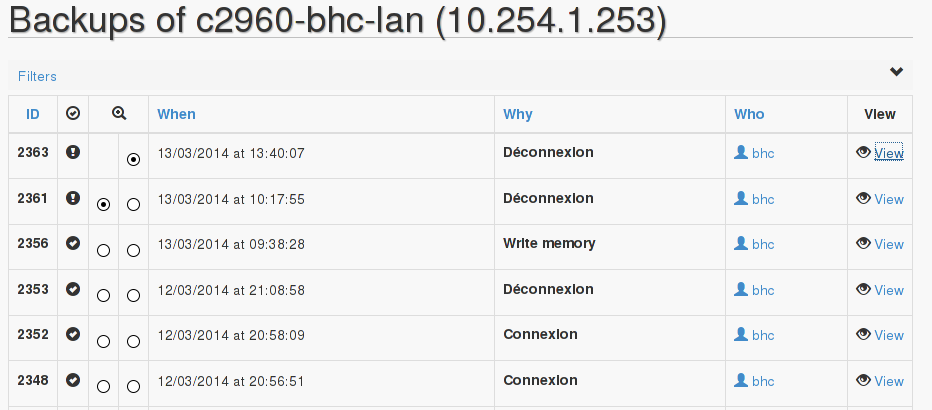 Backups of c2960-bhc-lan (10.254.1.253)
Filters
ID When Why Who View
2363 13/03/2014 at 13:40:07 Déconnexion bhc View
2361 13/03/2014 at 10:17:55 Déconnexion bhc View
2356 13/03/2014 at 09:38:28 Write memory bhc View
2353 12/03/2014 at 21:08:58 Déconnexion bhc View
2352 12/03/2014 at 20:58:09 Connexion bhc View
2348 12/03/2014 at 20:56:51 Connexion bhc View